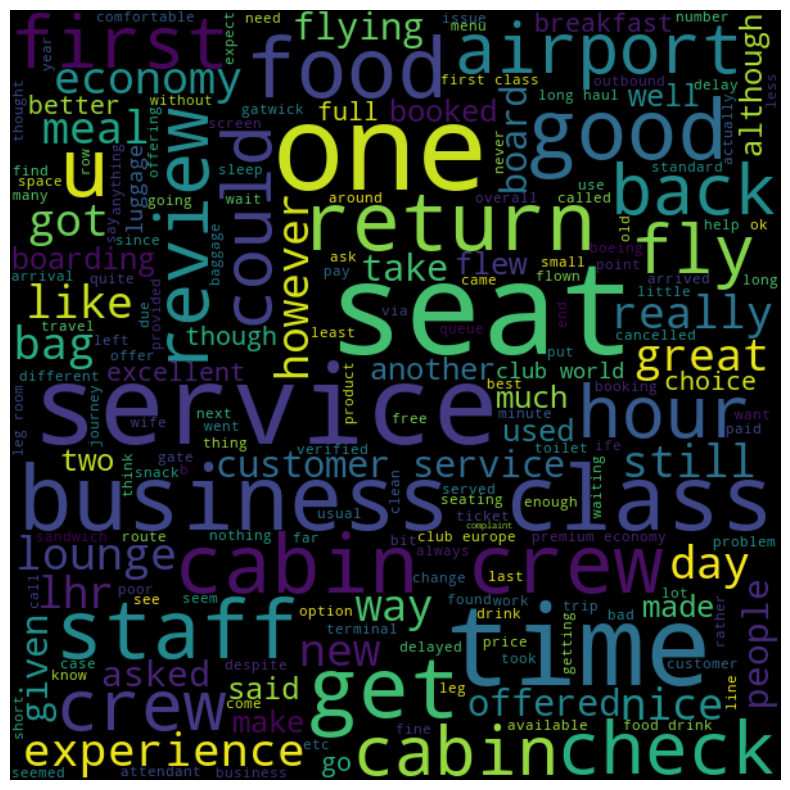 comfortable need flying issue breakfast number
first expect food menu airport although
year economy first class outbound delay
thought better without full booked long haul well actually less
meal review gatwick screen never board good
find row offering luggage u one standard
many space anything sleep could around overall called use back
say going wait return old help ok
got since baggage however ask small boeing fly
boarding arrival quite pay take flew came flown point arrived long
like provided due seat via little really
travel left though least queue end cancelled
bag offer excellent another club world put great
different product best much booking choice
leg room journey wife next free minute service used hour paid want
went thing verified toilet ife
two gate think snack b customer service still
usual clean served seating enough waiting
business class
sandwich route nothing far bit complaint ticket club europe premium economy problem
lounge always cabin crew last day
call poor see seem change found work trip bad lot
lhr option drink way made rather people
staff terminal price getting time customer
given case know asked despite new delayed took
said get leg offered nice line
short crew make come available food drink
experience fine cabin check
seemed attendant business etc go